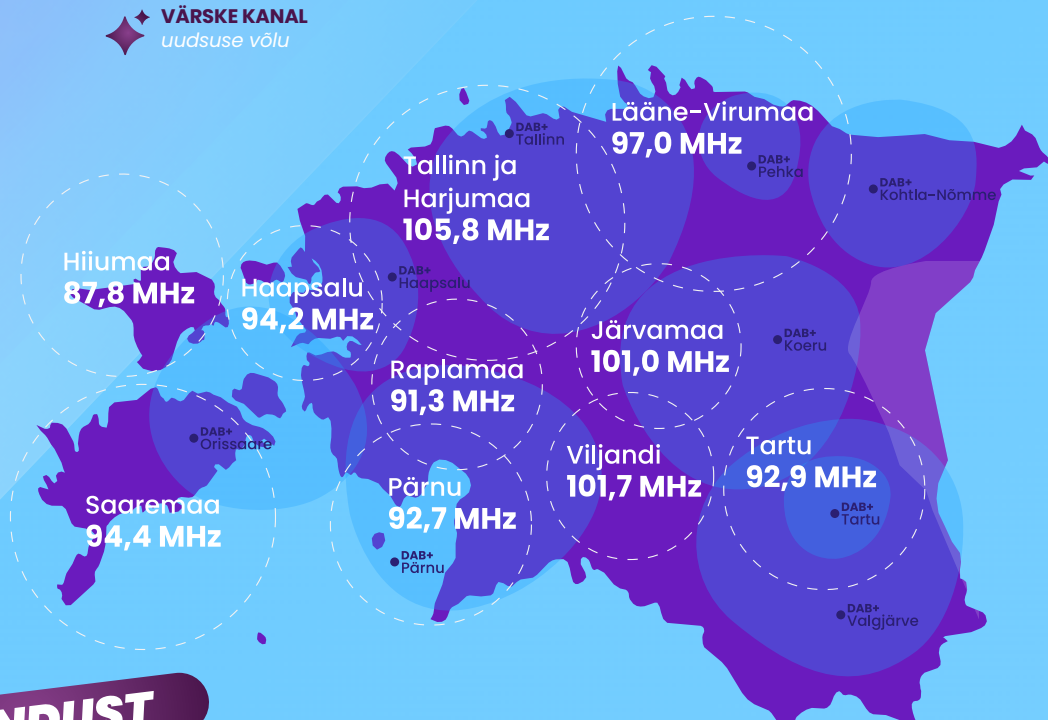 VÄRSKE KANAL
uudsuse võlu
Lääne-Virumaa
97,0 MHz
DAB+
Tallinn
Tallinn ja
Harjumaa
105,8 MHz
DAB+
Pehka
DAB+
Kohtla-Nõmme
Hiiumaa
87,8 MHz
Haapsalu
94,2 MHz
DAB+
Haapsalu
Järvamaa
101,0 MHz
DAB+
Koeru
Raplamaa
91,3 MHz
DAB+
Orissaare
Viljandi
101,7 MHz
Tartu
92,9 MHz
Pärnu
92,7 MHz
Saaremaa
94,4 MHz
DAB+
Tartu
DAB+
Pärnu
DAB+
Valgjärve
NDUST